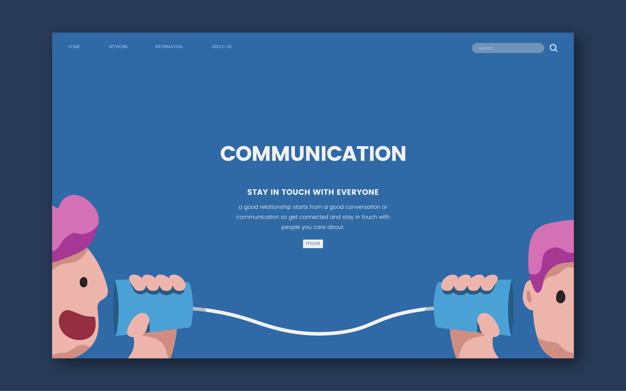 HOME NETWORK INFORMATION ABOUT US search
COMMUNICATION
STAY IN TOUCH WITH EVERYONE
a good relationship starts from a good conversation or
communication so get connected and stay in touch with
people you care about
more